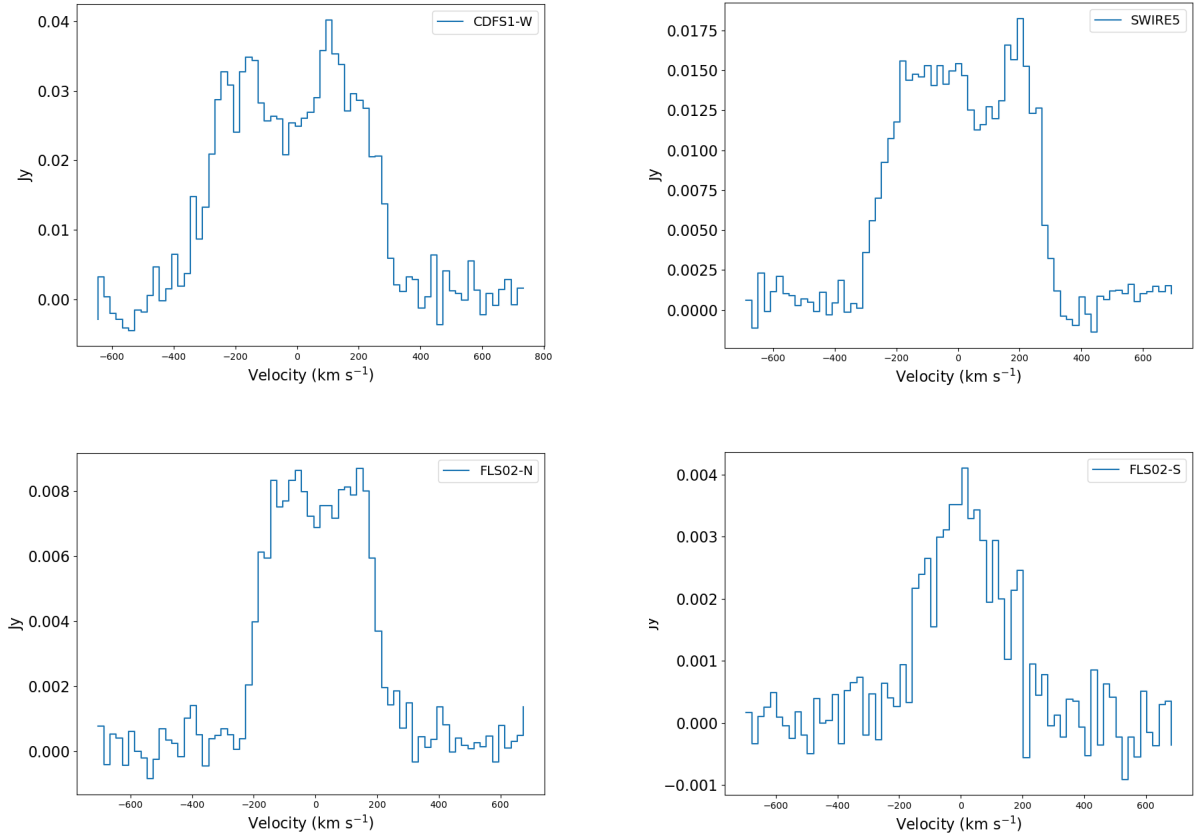 CDFS1-W
0.04
0.03
0.02
0.01
0.00
Jy
−600 −400 −200 0 200 400 600 800
Velocity (km s⁻¹)
SWIRE5
0.0175
0.0150
0.0125
0.0100
0.0075
0.0050
0.0025
0.0000
Jy
−600 −400 −200 0 200 400 600
Velocity (km s⁻¹)
FLS02-N
0.008
0.006
0.004
0.002
0.000
Jy
−600 −400 −200 0 200 400 600
Velocity (km s⁻¹)
FLS02-S
0.004
0.003
0.002
0.001
0.000
−0.001
Jy
−600 −400 −200 0 200 400 600
Velocity (km s⁻¹)